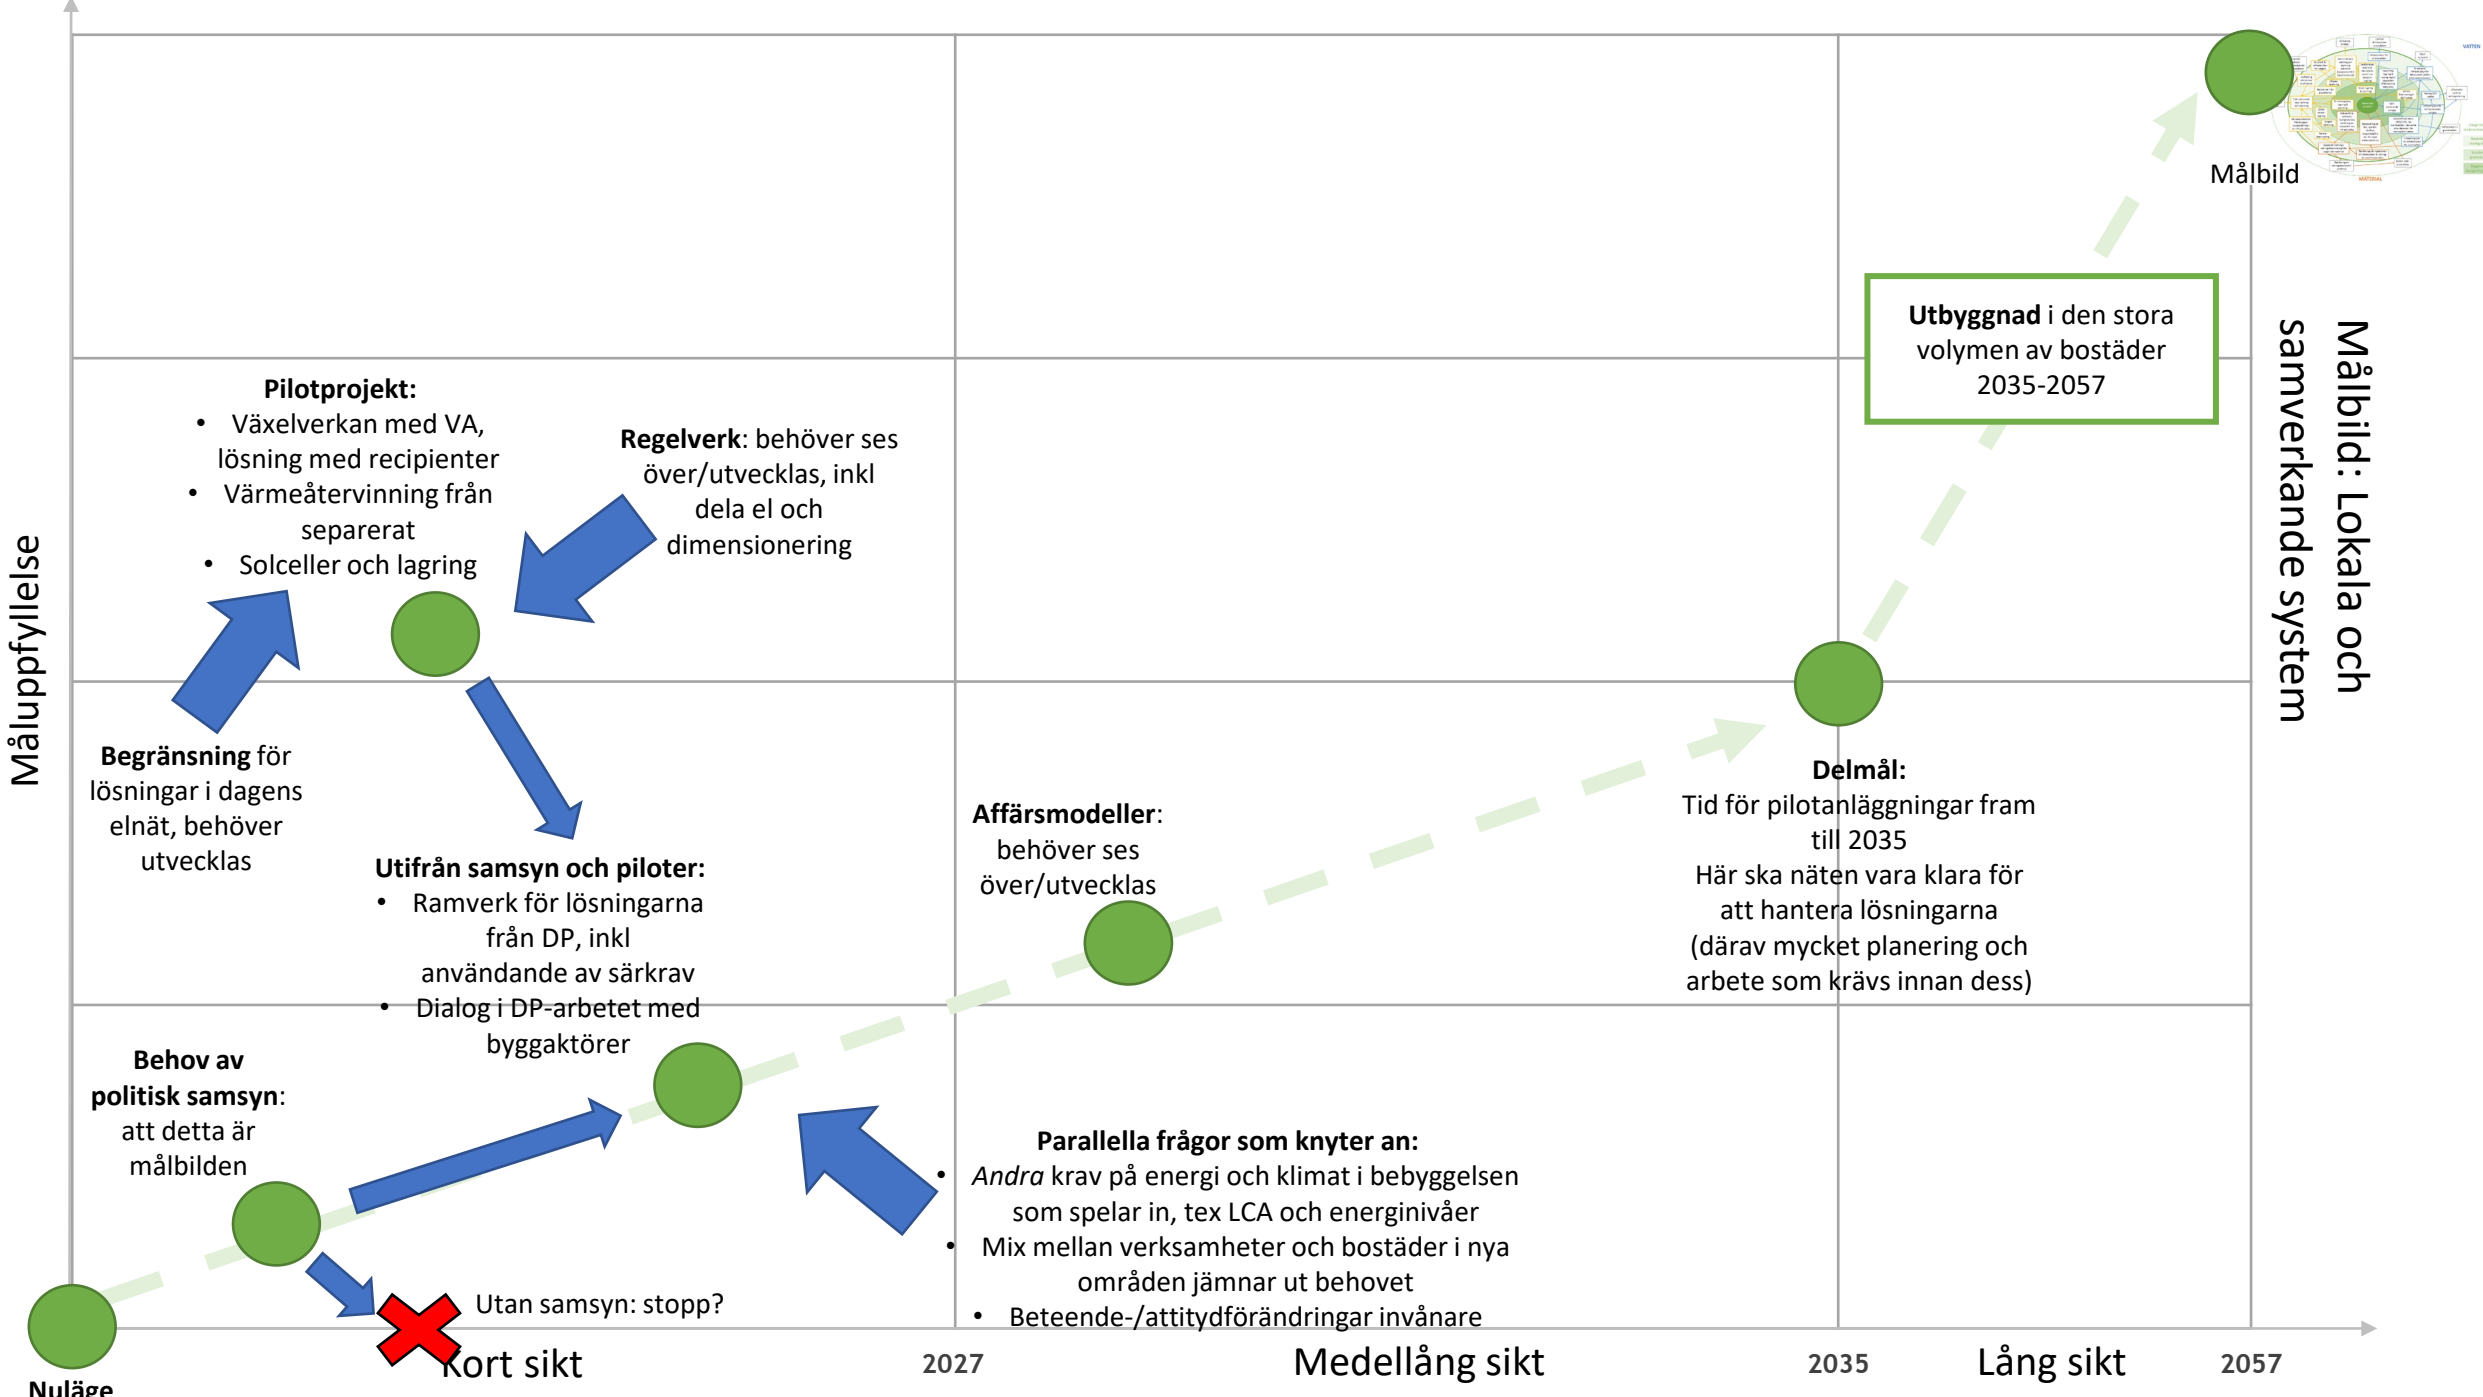 VATTEN
MATERIAL
Målbild
Utbyggnad i den stora
volymen av bostäder
2035-2057
Målbild: Lokala och
samverkande system
Måluppfyllelse
Pilotprojekt:
• Växelverkan med VA,
lösning med recipienter
• Värmeåtervinning från
separerat
• Solceller och lagring
Regelverk: behöver ses
över/utvecklas, inkl
dela el och
dimensionering
Begränsning för
lösningar i dagens
elnät, behöver
utvecklas
Utifrån samsyn och piloter:
• Ramverk för lösningarna
från DP, inkl
användande av särkrav
• Dialog i DP-arbetet med
byggaktörer
Affärsmodeller:
behöver ses
över/utvecklas
Delmål:
Tid för pilotanläggningar fram
till 2035
Här ska näten vara klara för
att hantera lösningarna
(därav mycket planering och
arbete som krävs innan dess)
Behov av
politisk samsyn:
att detta är
målbilden
Parallella frågor som knyter an:
• Andra krav på energi och klimat i bebyggelsen
som spelar in, tex LCA och energinivåer
• Mix mellan verksamheter och bostäder i nya
områden jämnar ut behovet
• Beteende-/attitydförändringar invånare
Utan samsyn: stopp?
Nuläge
Kort sikt
2027
Medellång sikt
2035
Lång sikt
2057